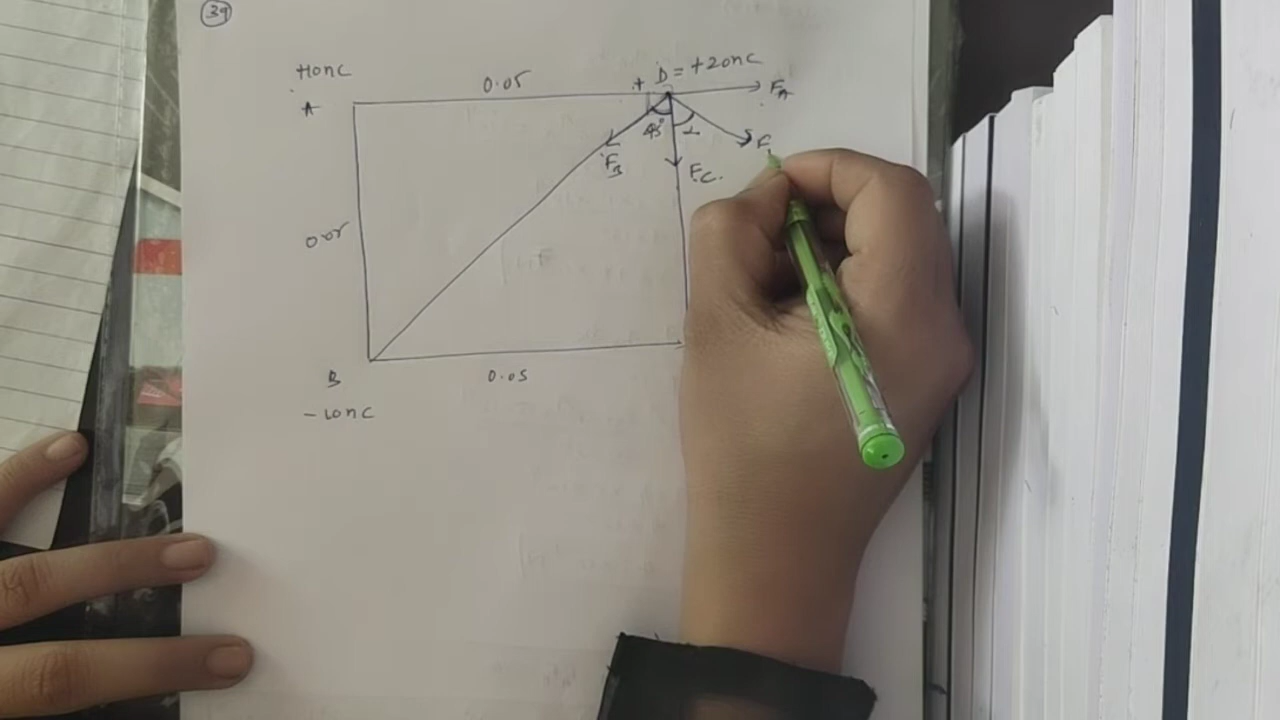 39
+10nC
A
0.05
+ D = +20nC
FA
45°
α
FB
FC
F
0.05
B
0.05
-10nC